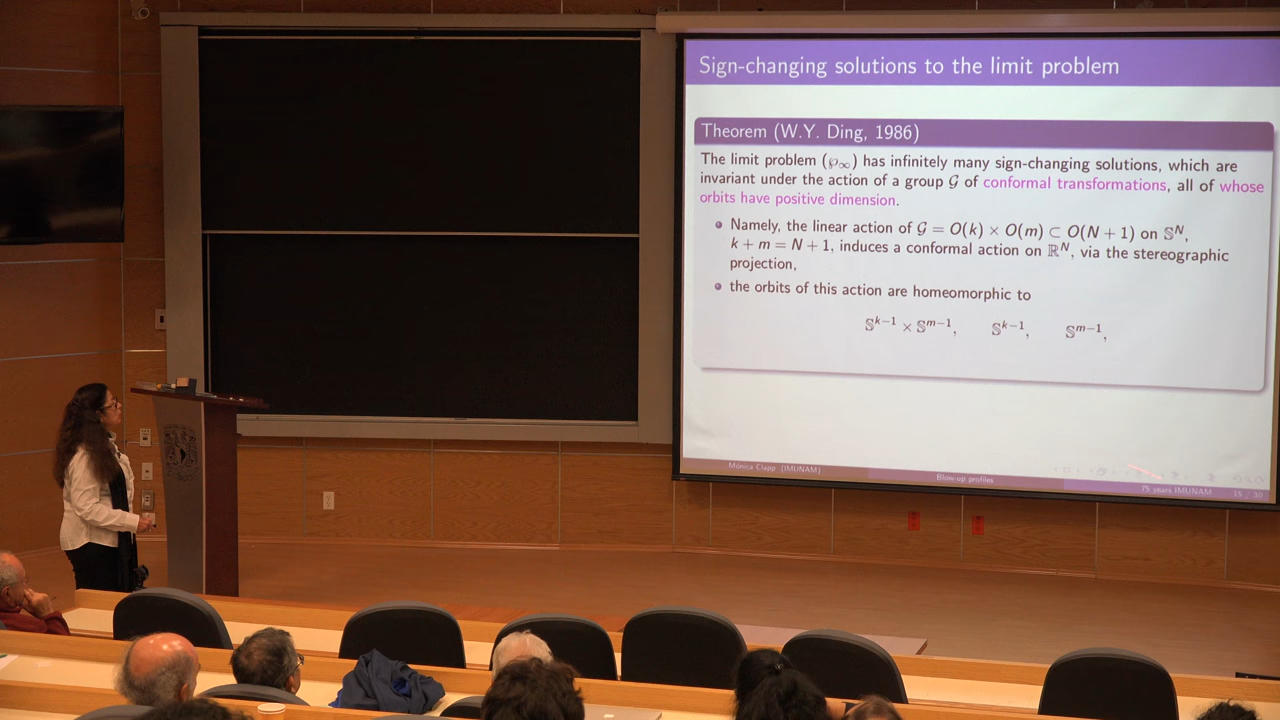 Sign-changing solutions to the limit problem
Theorem (W.Y. Ding, 1986)
The limit problem (℘∞) has infinitely many sign-changing solutions, which are
invariant under the action of a group 𝒢 of conformal transformations, all of whose
orbits have positive dimension.
• Namely, the linear action of 𝒢 = O(k) × O(m) ⊂ O(N + 1) on 𝕊^N,
k + m = N + 1, induces a conformal action on ℝ^N, via the stereographic
projection,
• the orbits of this action are homeomorphic to
𝕊^{k−1} × 𝕊^{m−1}, 𝕊^{k−1}, 𝕊^{m−1},
Mónica Clapp (IMUNAM) Blow-up profiles 75 years IMUNAM 15 / 30